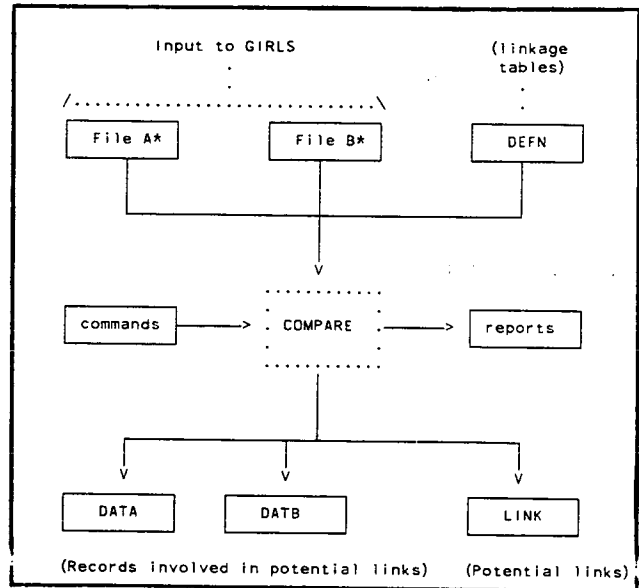 Input to GIRLS
(linkage
tables)
File A*
File B*
DEFN
commands
COMPARE
reports
DATA
DATB
LINK
(Records involved in potential links)
(Potential links)